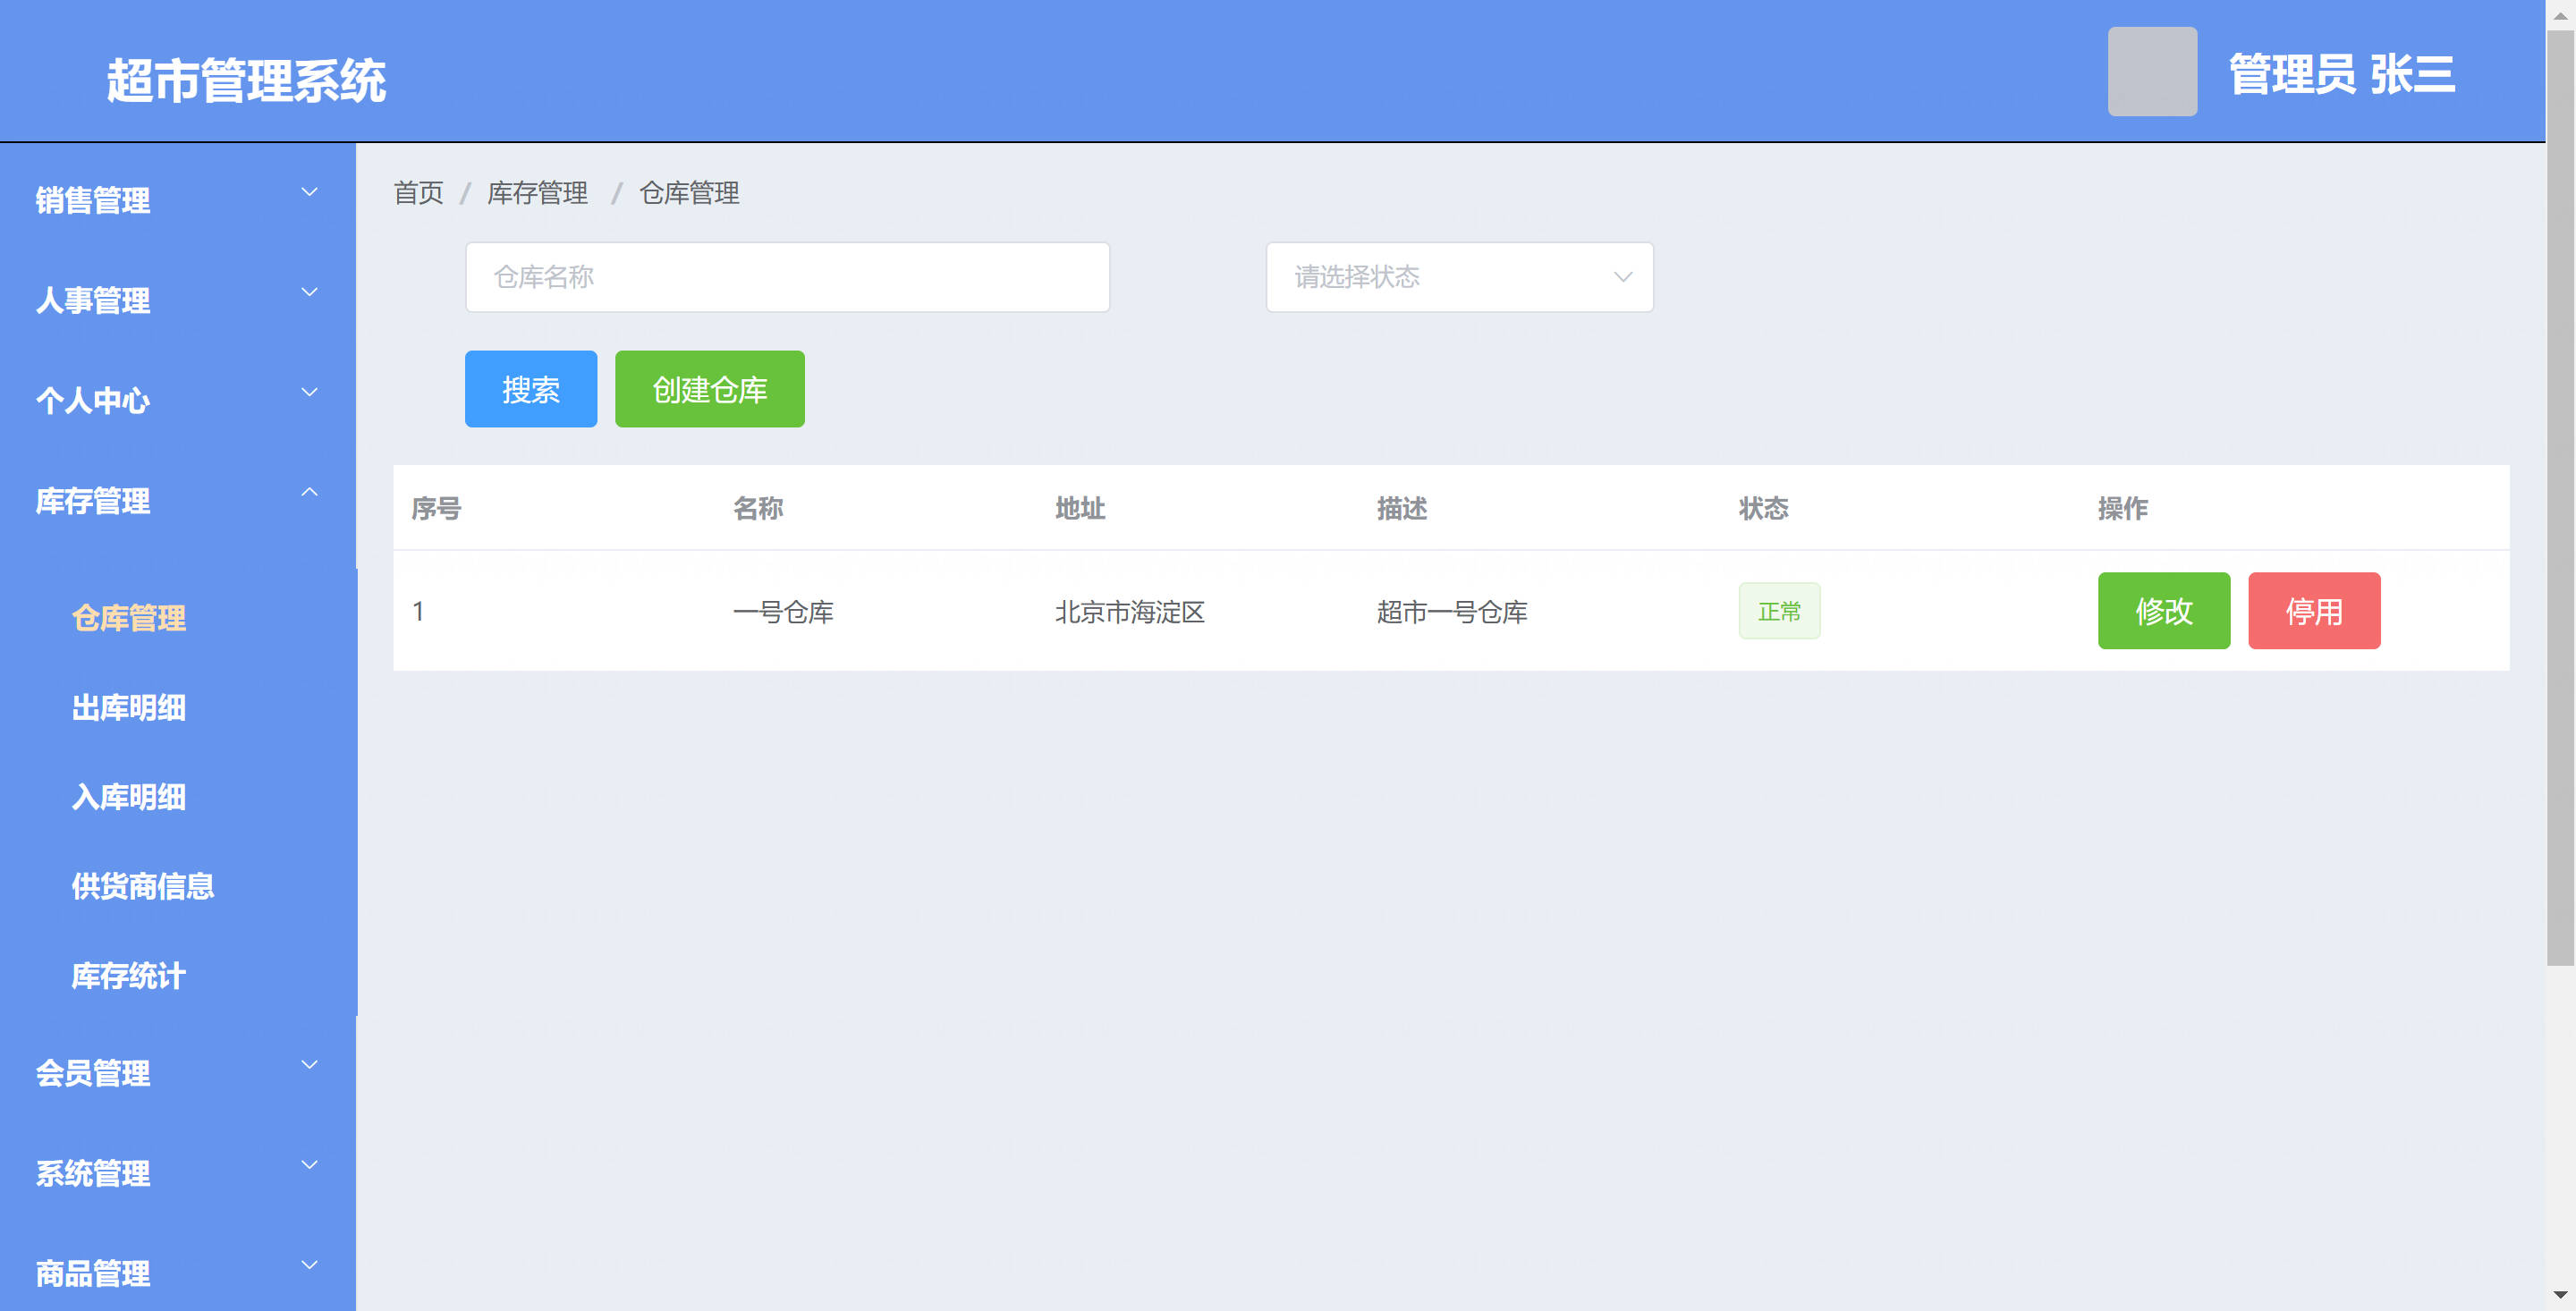 超市管理系统
管理员 张三
销售管理
人事管理
个人中心
库存管理
仓库管理
出库明细
入库明细
供货商信息
库存统计
会员管理
系统管理
商品管理
首页 / 库存管理 / 仓库管理
仓库名称 请选择状态
搜索 创建仓库
序号 名称 地址 描述 状态 操作
1 一号仓库 北京市海淀区 超市一号仓库 正常 修改 停用